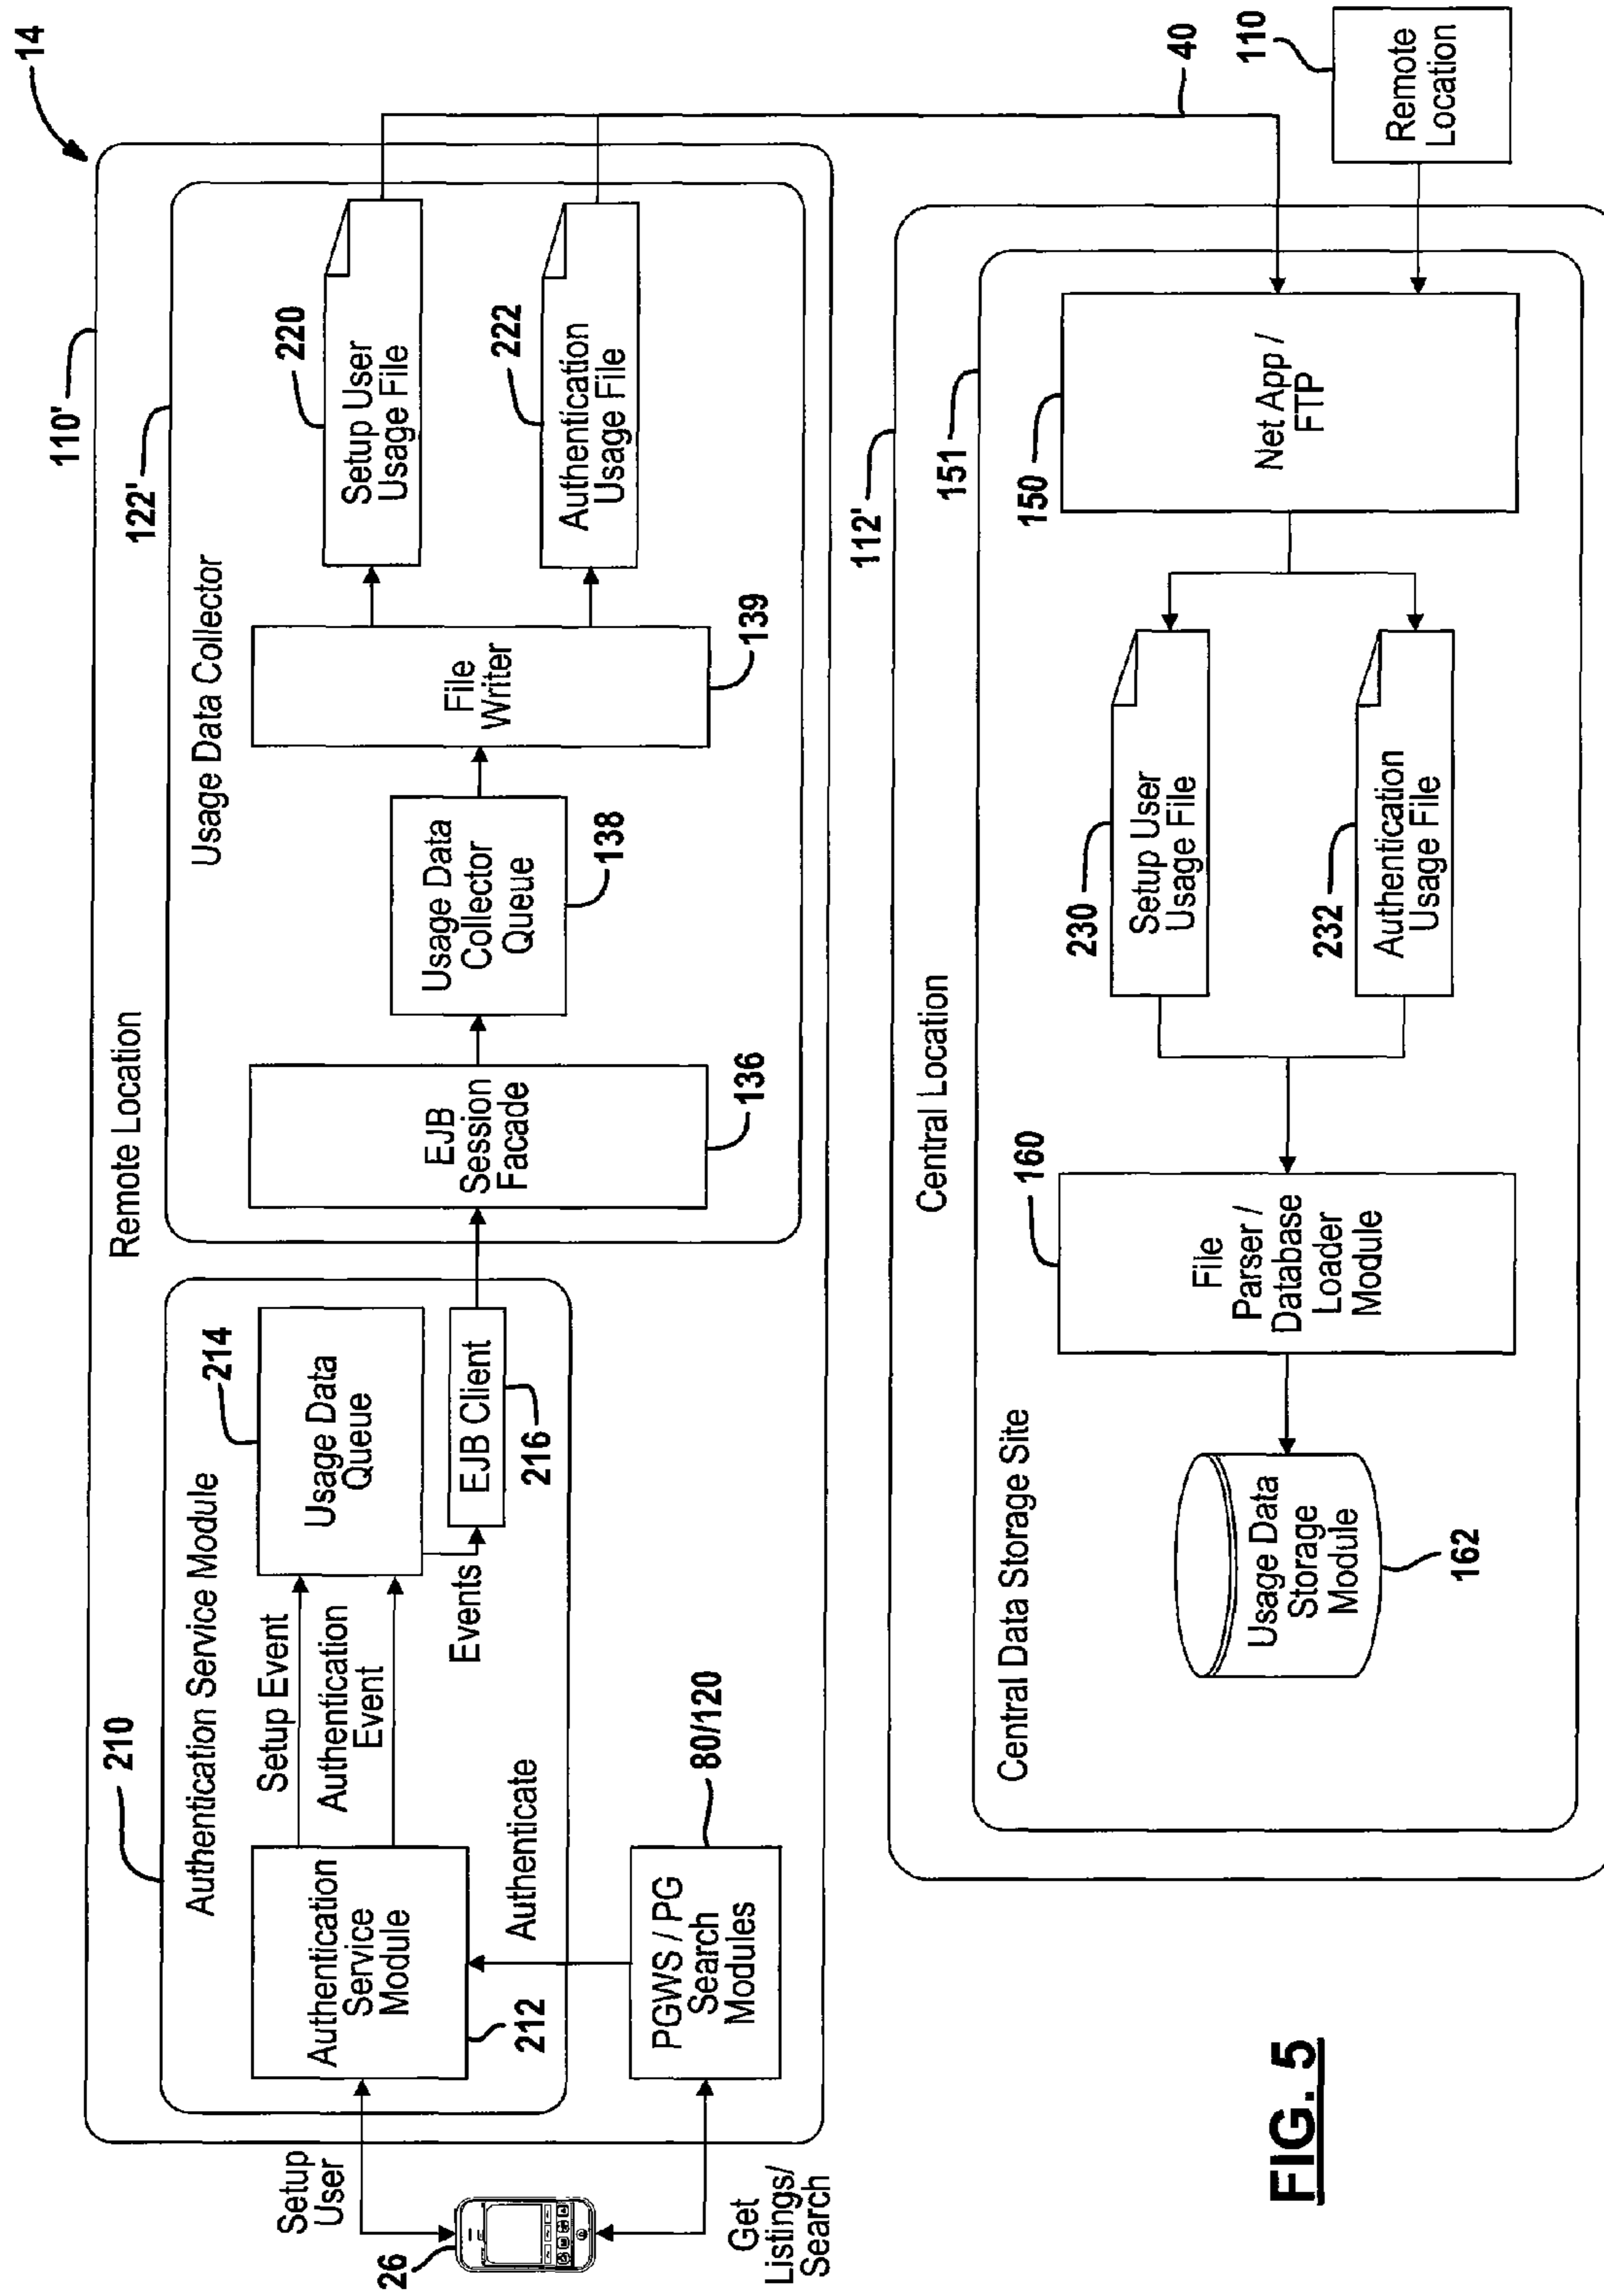 14
110'
Remote Location
210
Authentication Service Module
Setup
User
26
Get
Listings/
Search
Authentication
Service
Module
212
Setup Event
Authentication
Event
214
Usage Data
Queue
Events
EJB Client
216
Authenticate
PGWS / PG
Search
Modules
80/120
122'
Usage Data Collector
EJB
Session
Facade
136
Usage Data
Collector
Queue
138
File
Writer
139
220
Setup User
Usage File
222
Authentication
Usage File
40
110
Remote
Location
112'
Central Location
151
Central Data Storage Site
150
Net App /
FTP
230
Setup User
Usage File
232
Authentication
Usage File
160
File
Parser /
Database
Loader
Module
Usage Data
Storage
Module
162
FIG. 5